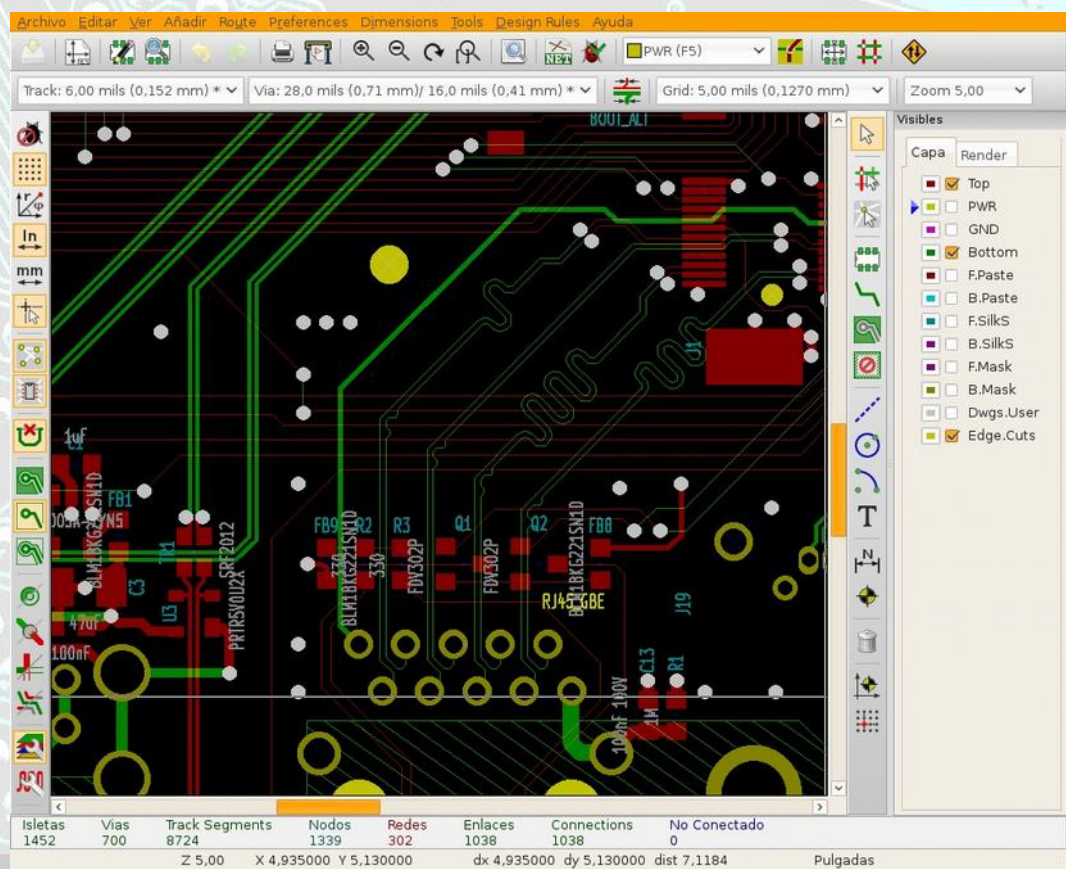 Archivo Editar Ver Añadir Route Preferences Dimensions Tools Design Rules Ayuda
NET
PWR (F5)
Track: 6,00 mils (0,152 mm) *
Via: 28,0 mils (0,71 mm)/ 16,0 mils (0,41 mm) *
Grid: 5,00 mils (0,1270 mm)
Zoom 5,00
In
mm
T
N
Visibles
Capa
Render
Top
PWR
GND
Bottom
F.Paste
B.Paste
F.SilkS
B.SilkS
F.Mask
B.Mask
Dwgs.User
Edge.Cuts
BOOT_ALT
J1
1uF
FB1
BLM18KG221SN1D
C3
47uF
100nF
TR1
SRF2012
U3
PRTR5V0U2X
FB9
R2
R3
Q1
Q2
FB8
330
BLM18KG221SN1D
330
FDV302P
FDV302P
BLM18KG221SN1D
RJ45_GBE
J19
C13
R1
100nF 100V
1M
Isletas Vias Track Segments Nodos Redes Enlaces Connections No Conectado
1452 700 8724 1339 302 1038 1038 0
Z 5,00 X 4,935000 Y 5,130000 dx 4,935000 dy 5,130000 dist 7,1184 Pulgadas